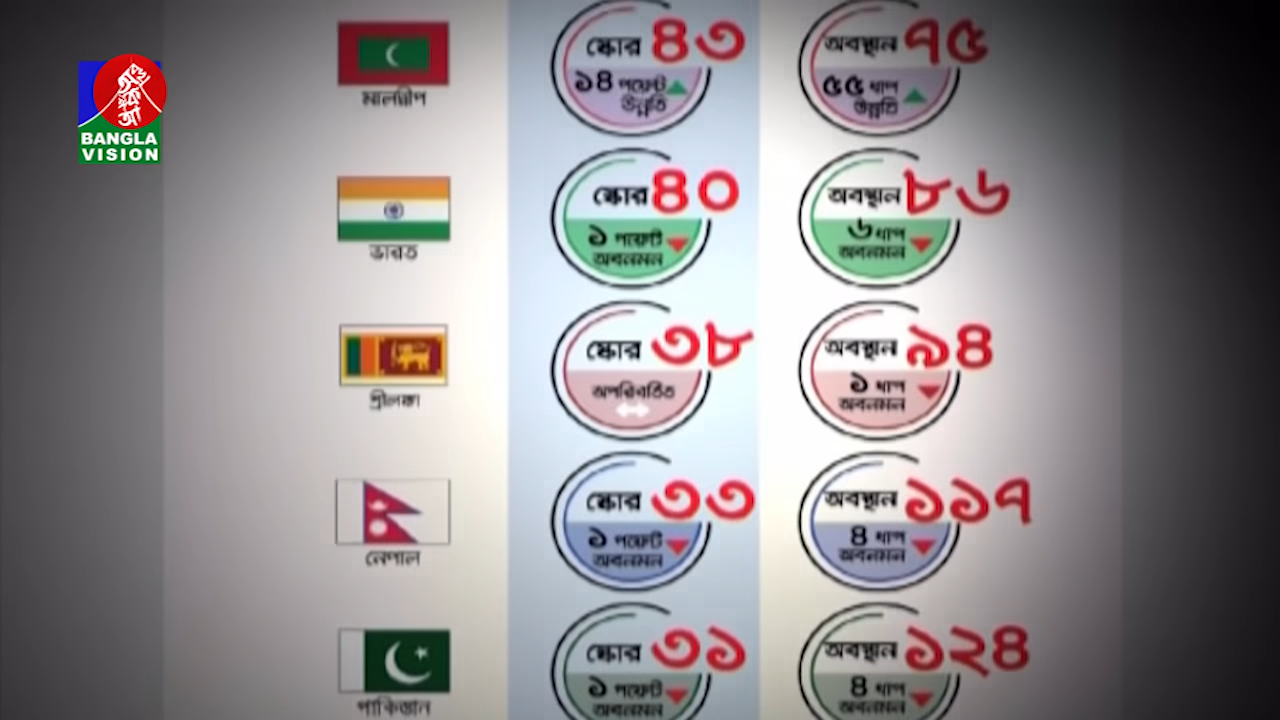 BANGLA
VISION
মালদ্বীপ
স্কোর ৪৩
১৪ পয়েন্ট
উন্নতি
অবস্থান ৭৫
৫৫ ধাপ
উন্নতি
ভারত
স্কোর ৪০
১ পয়েন্ট
অবনমন
অবস্থান ৮৬
৬ ধাপ
অবনমন
শ্রীলঙ্কা
স্কোর ৩৮
অপরিবর্তিত
অবস্থান ৯৪
১ ধাপ
অবনমন
নেপাল
স্কোর ৩৩
১ পয়েন্ট
অবনমন
অবস্থান ১১৭
৪ ধাপ
অবনমন
পাকিস্তান
স্কোর ৩১
১ পয়েন্ট
অবনমন
অবস্থান ১২৪
৪ ধাপ
অবনমন